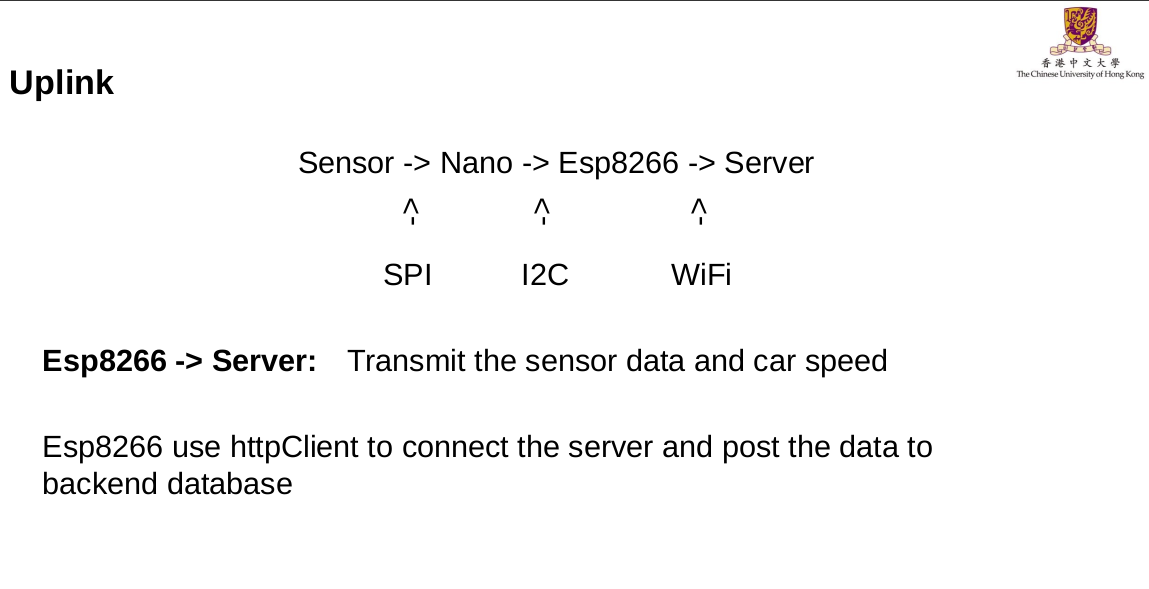 香港中文大學
The Chinese University of Hong Kong
Uplink
Sensor -> Nano -> Esp8266 -> Server
^ ^ ^
' ' '
SPI I2C WiFi
Esp8266 -> Server: Transmit the sensor data and car speed
Esp8266 use httpClient to connect the server and post the data to
backend database